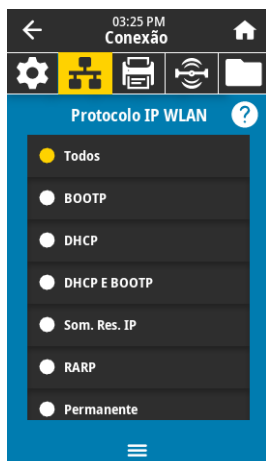 03:25 PM
Conexão
Protocolo IP WLAN ?
Todos
BOOTP
DHCP
DHCP E BOOTP
Som. Res. IP
RARP
Permanente